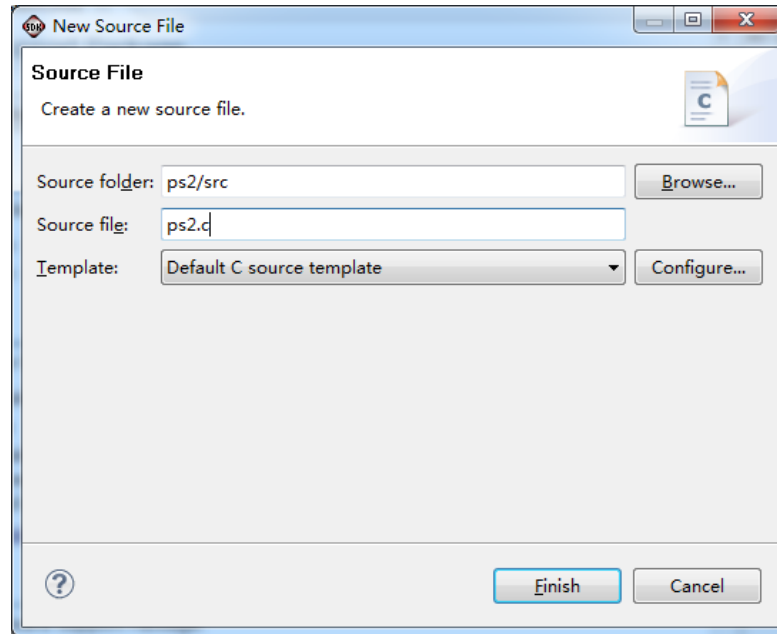 SDK New Source File
Source File
Create a new source file.
C
Source folder: ps2/src Browse...
Source file: ps2.c
Template: Default C source template Configure...
? Finish Cancel